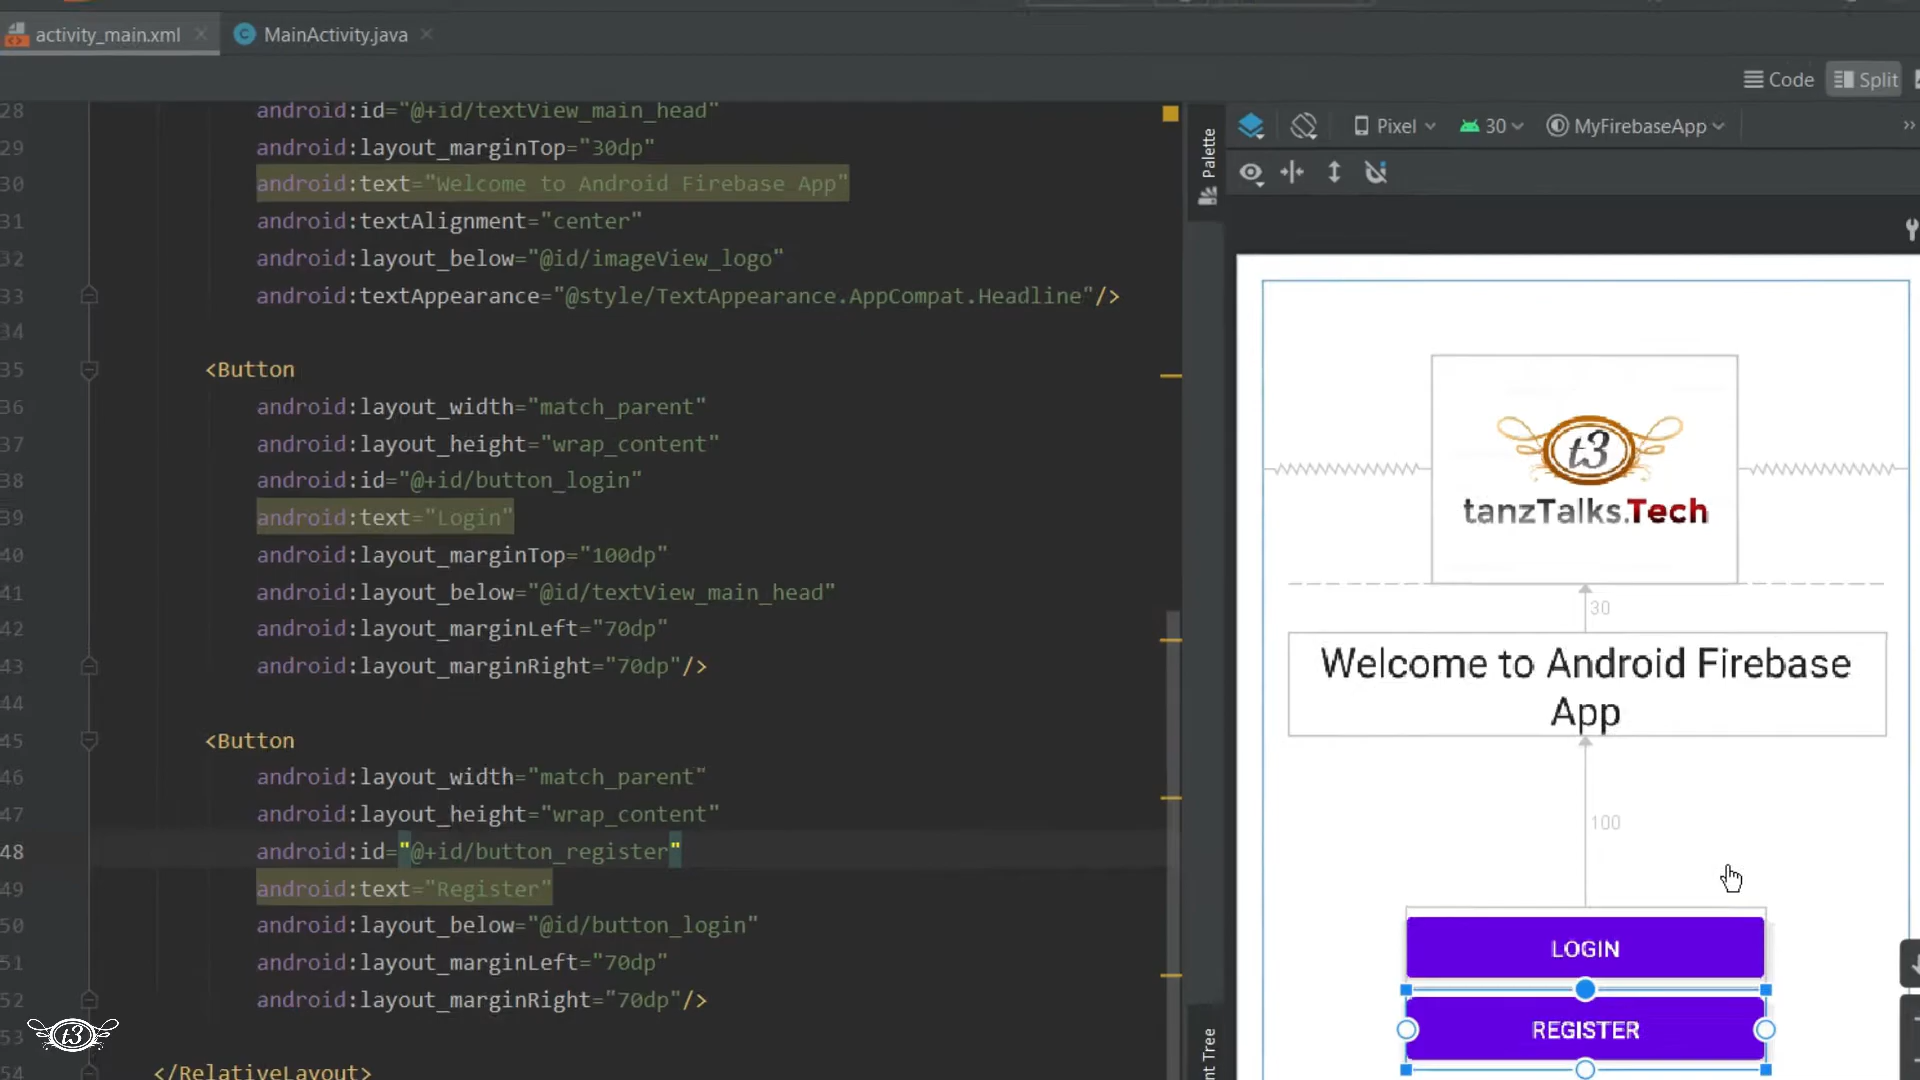 activity_main.xml
MainActivity.java
Code
Split
28 android:id="@+id/textView_main_head"
29 android:layout_marginTop="30dp"
30 android:text="Welcome to Android Firebase App"
31 android:textAlignment="center"
32 android:layout_below="@id/imageView_logo"
33 android:textAppearance="@style/TextAppearance.AppCompat.Headline"/>
34
35 <Button
36 android:layout_width="match_parent"
37 android:layout_height="wrap_content"
38 android:id="@+id/button_login"
39 android:text="Login"
40 android:layout_marginTop="100dp"
41 android:layout_below="@id/textView_main_head"
42 android:layout_marginLeft="70dp"
43 android:layout_marginRight="70dp"/>
44
45 <Button
46 android:layout_width="match_parent"
47 android:layout_height="wrap_content"
48 android:id="@+id/button_register"
49 android:text="Register"
50 android:layout_below="@id/button_login"
51 android:layout_marginLeft="70dp"
52 android:layout_marginRight="70dp"/>
53
54 </RelativeLayout>
t3
Palette
Pixel
30
MyFirebaseApp
t3
tanzTalks.Tech
30
Welcome to Android Firebase
App
100
LOGIN
REGISTER
Tree